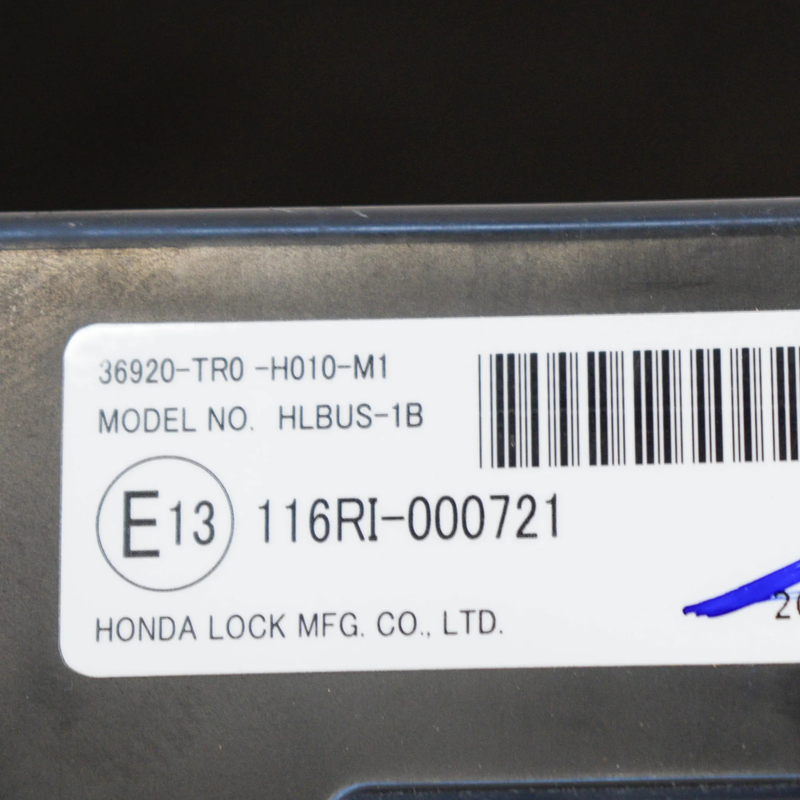 36920-TR0 -H010-M1
MODEL NO. HLBUS-1B
E13 116RI-000721
HONDA LOCK MFG. CO., LTD.